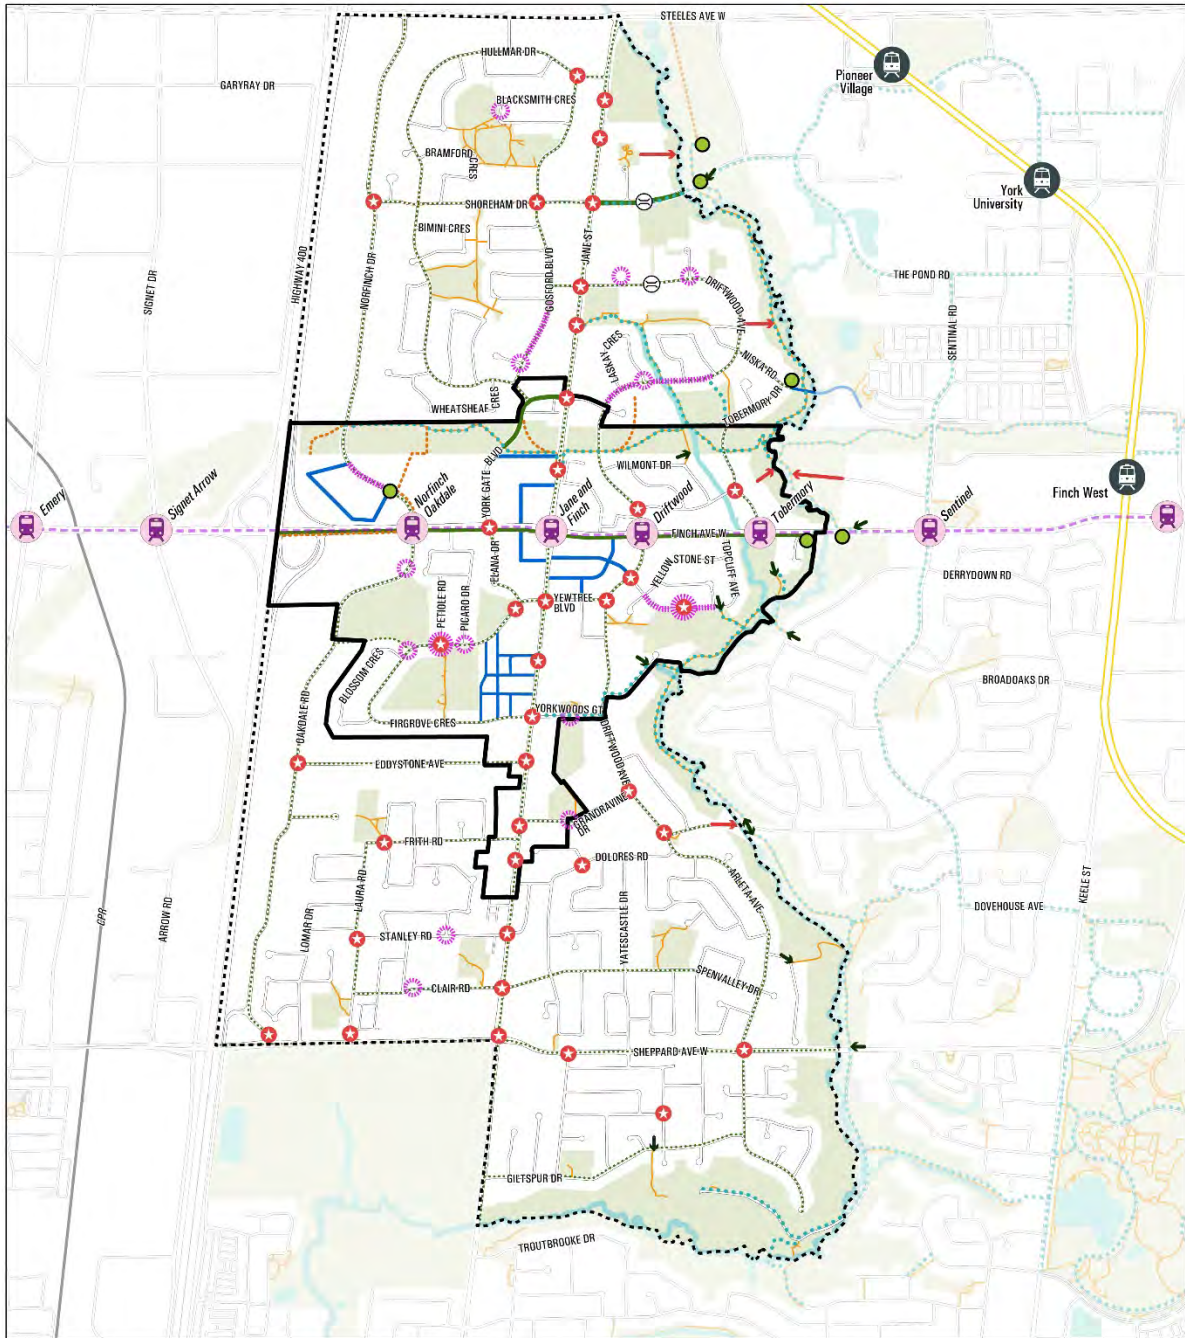 STEELES AVE W
HULLMAR DR
Pioneer
Village
GARYRAY DR
BLACKSMITH CRES
BRAMFORD
CRES
York
University
SHOREHAM DR
BIMINI CRES
JANE ST
HIGHWAY 400
NORFINCH DR
GOSFORD BLVD
SIGNET DR
THE POND RD
DRIFTWOOD AVE
SENTINAL RD
LASKAY CRES
NISKA RD
TOBERMORY DR
WHEATSHEAF
CRES
YORK GATE
BLVD
WILMONT DR
Finch West
Emery
Signet Arrow
Norfinch
Oakdale
Jane and
Finch
Driftwood
Tobermory
Sentinel
FINCH AVE W
ELANA DR
YELLOW
STONE ST
TOPCLIFF AVE
DERRYDOWN RD
PETIOLE RD
PICARD DR
YEWTREE
BLVD
BLOSSOM CRES
BROADOAKS DR
OAKDALE RD
FIRGROVE CRES
YORKWOODS GT
DRIFTWOOD AVE
EDDYSTONE AVE
GRANDRAVINE
DR
FRITH RD
DOLORES RD
ARLETA AVE
KEELE ST
LAURA RD
LOMAR DR
YATESCASTLE DR
DOVEHOUSE AVE
CPR
ARROW RD
STANLEY RD
SPENVALLEY DR
CLAIR RD
SHEPPARD AVE W
GILTSPUR DR
TROUTBROOKE DR